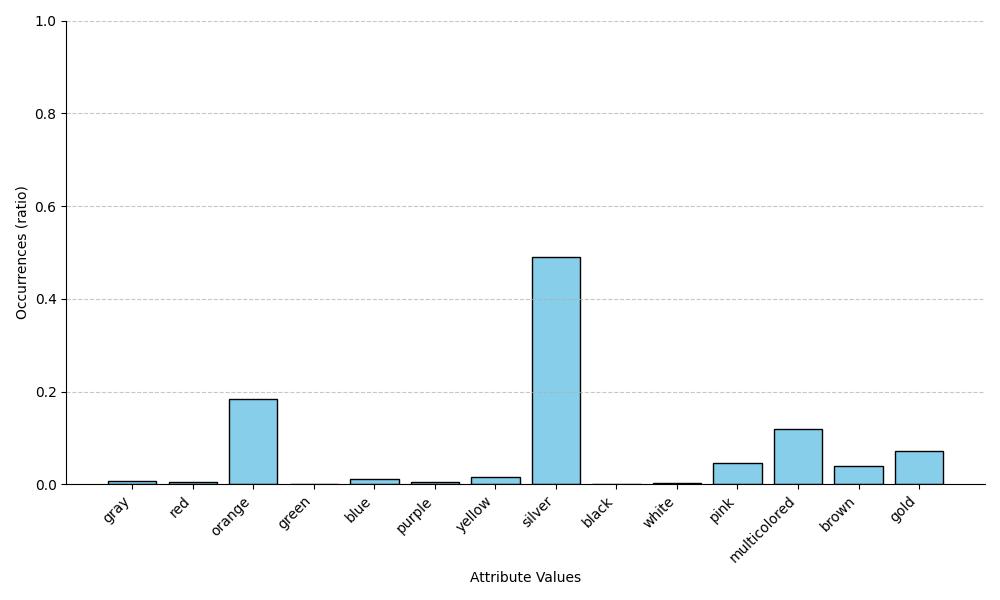 1.0
0.8
0.6
0.4
0.2
0.0
Occurrences (ratio)
gray
red
orange
green
blue
purple
yellow
silver
black
white
pink
multicolored
brown
gold
Attribute Values